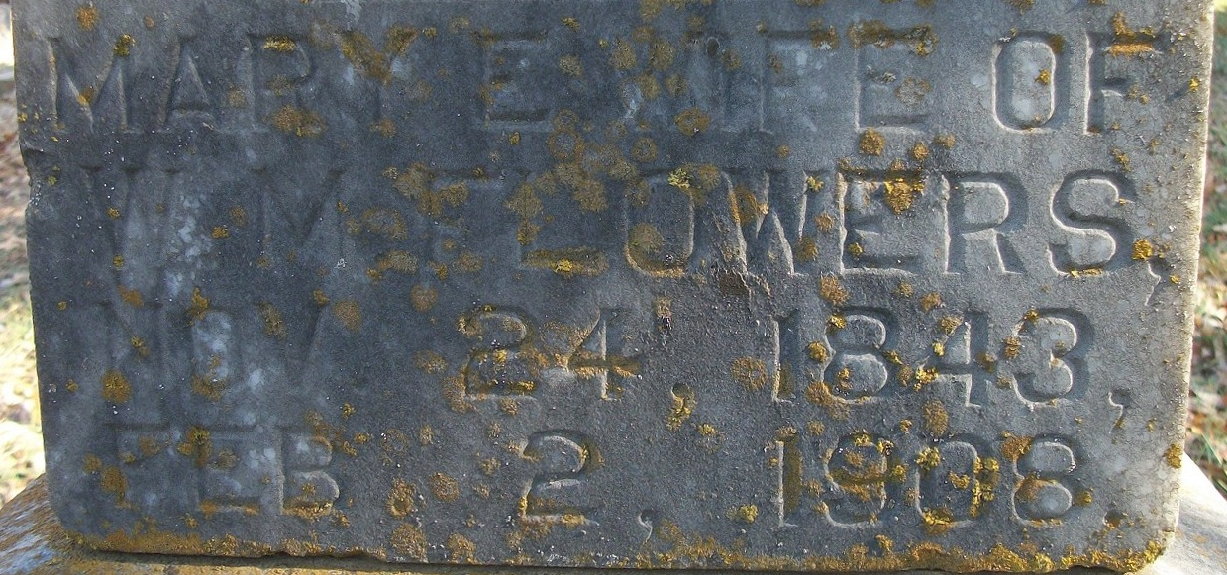 MARY E. WIFE OF
W. M. FLOWERS,
NOV. 24, 1843,
FEB. 2, 1908.